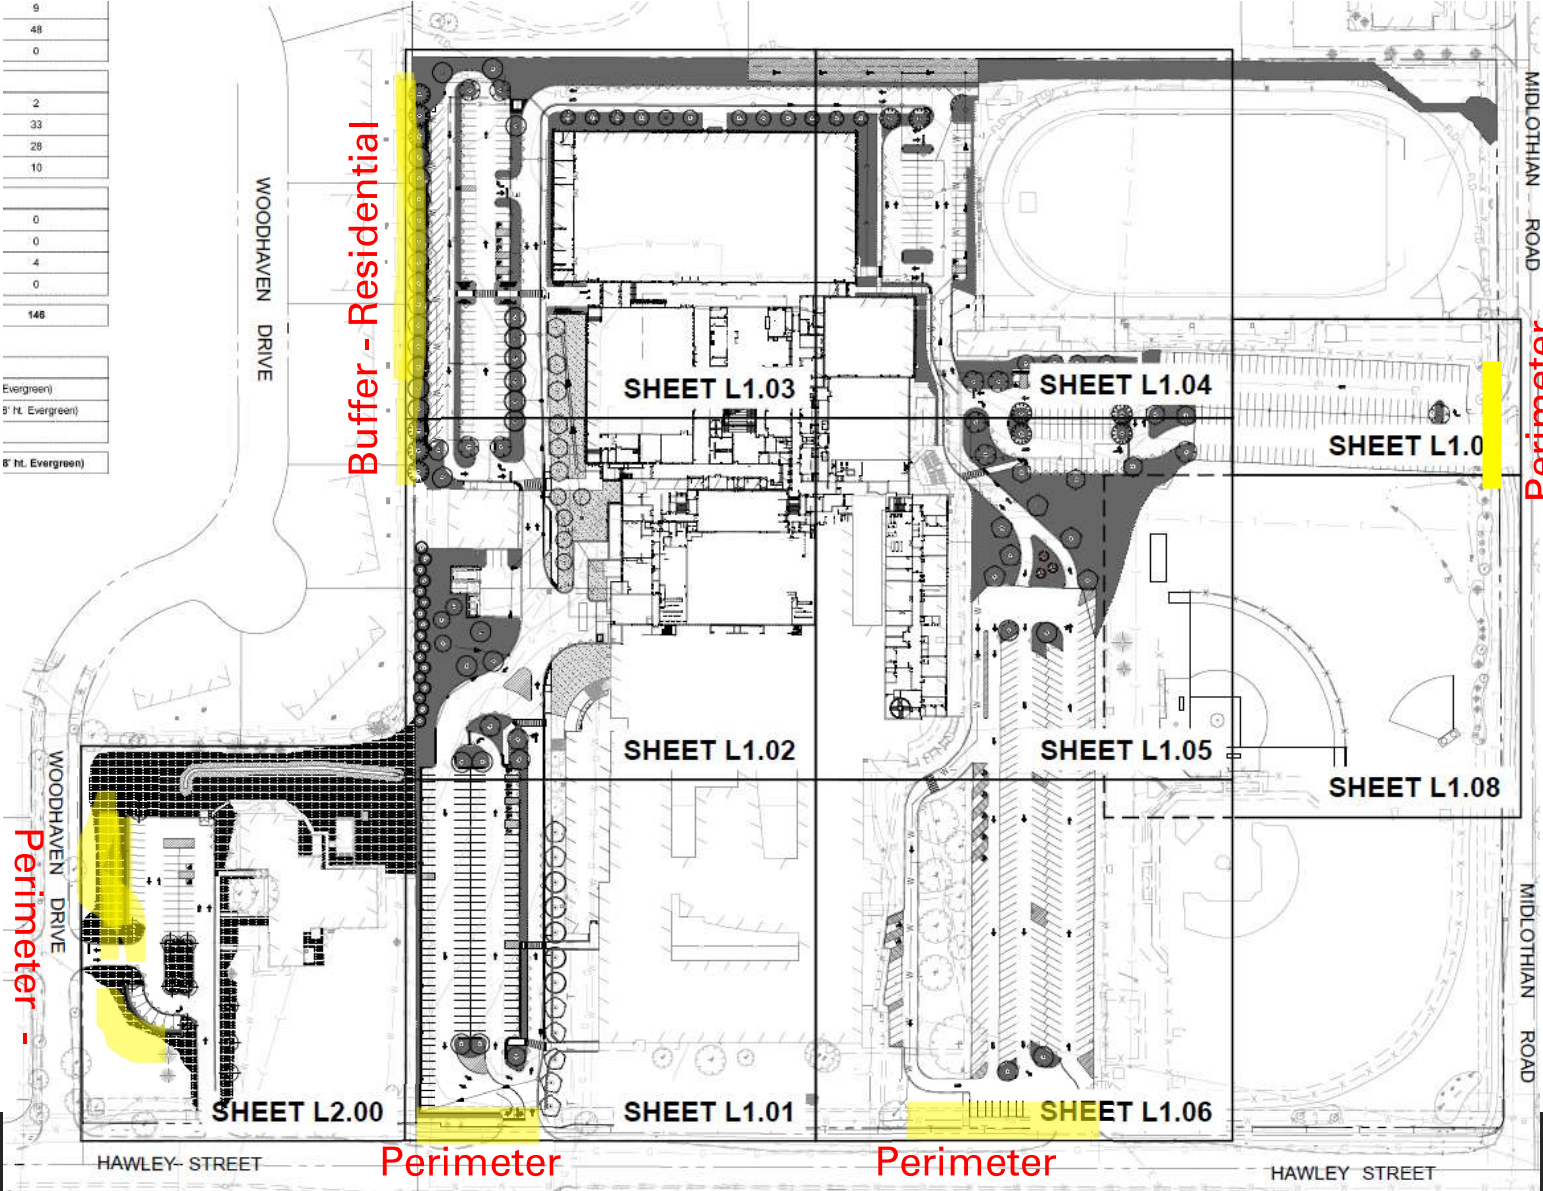 9
48
0
2
33
28
10
0
0
4
0
146
Evergreen)
8' ht. Evergreen)
8' ht. Evergreen)
WOODHAVEN DRIVE
Buffer - Residential
MIDLOTHIAN ROAD
SHEET L1.03
SHEET L1.04
SHEET L1.0
Perimeter
SHEET L1.02
SHEET L1.05
SHEET L1.08
WOODHAVEN DRIVE
Perimeter -
MIDLOTHIAN ROAD
SHEET L2.00
SHEET L1.01
SHEET L1.06
HAWLEY STREET
Perimeter
Perimeter
HAWLEY STREET